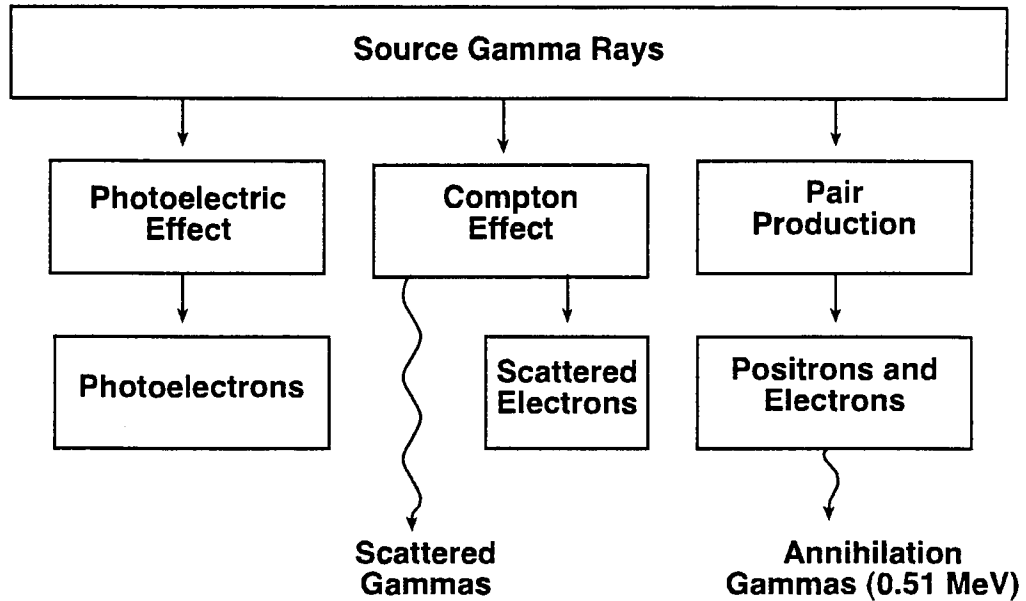 Source Gamma Rays
Photoelectric
Effect
Compton
Effect
Pair
Production
Photoelectrons
Scattered
Electrons
Positrons and
Electrons
Scattered
Gammas
Annihilation
Gammas (0.51 MeV)